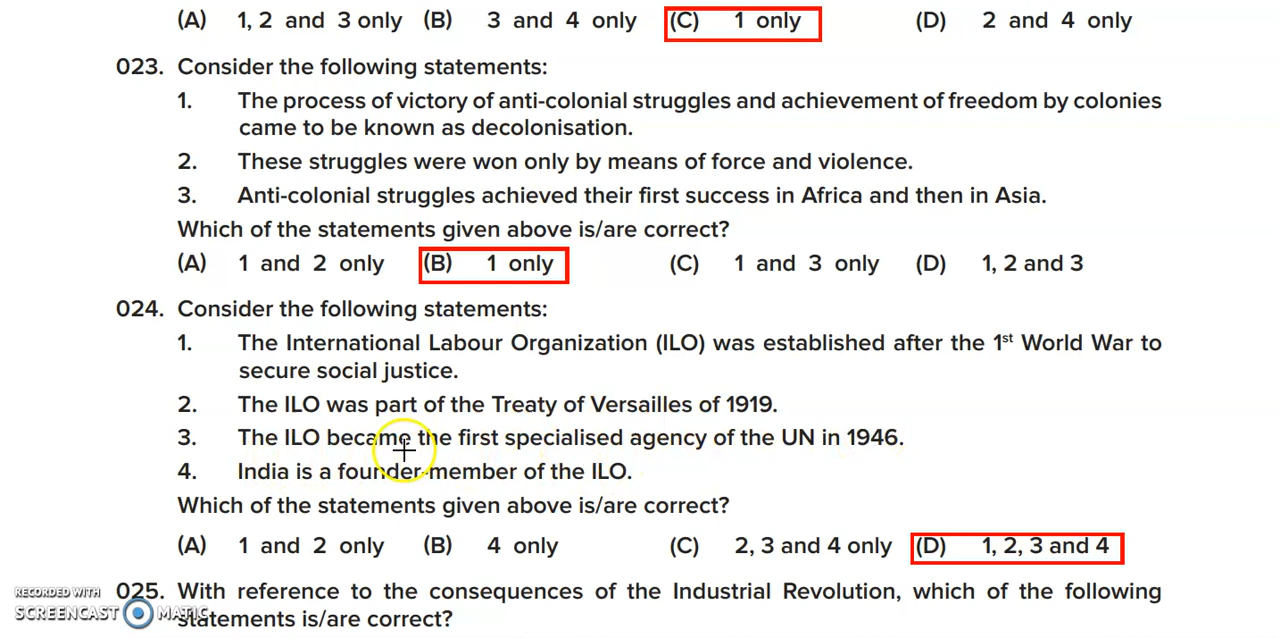 (A) 1, 2 and 3 only (B) 3 and 4 only (C) 1 only (D) 2 and 4 only
023. Consider the following statements:
1. The process of victory of anti-colonial struggles and achievement of freedom by colonies
came to be known as decolonisation.
2. These struggles were won only by means of force and violence.
3. Anti-colonial struggles achieved their first success in Africa and then in Asia.
Which of the statements given above is/are correct?
(A) 1 and 2 only (B) 1 only (C) 1 and 3 only (D) 1, 2 and 3
024. Consider the following statements:
1. The International Labour Organization (ILO) was established after the 1st World War to
secure social justice.
2. The ILO was part of the Treaty of Versailles of 1919.
3. The ILO became the first specialised agency of the UN in 1946.
4. India is a founder-member of the ILO.
Which of the statements given above is/are correct?
(A) 1 and 2 only (B) 4 only (C) 2, 3 and 4 only (D) 1, 2, 3 and 4
025. With reference to the consequences of the Industrial Revolution, which of the following
statements is/are correct?
RECORDED WITH
SCREENCAST MATIC